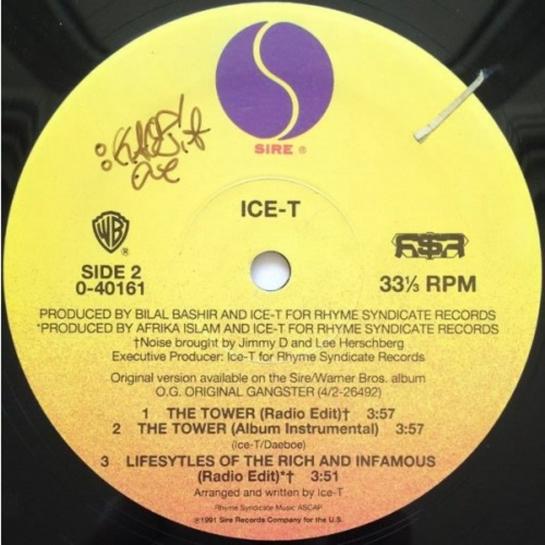 SIRE ®
ICE-T
WB
®
RSR
SIDE 2
0-40161
33⅓ RPM
PRODUCED BY BILAL BASHIR AND ICE-T FOR RHYME SYNDICATE RECORDS
*PRODUCED BY AFRIKA ISLAM AND ICE-T FOR RHYME SYNDICATE RECORDS
†Noise brought by Jimmy D and Lee Herschberg
Executive Producer: Ice-T for Rhyme Syndicate Records
Original version available on the Sire/Warner Bros. album
O.G. ORIGINAL GANGSTER (4/2-26492)
1 THE TOWER (Radio Edit)† 3:57
2 THE TOWER (Album Instrumental) 3:57
(Ice-T/Daeboe)
3 LIFESYTLES OF THE RICH AND INFAMOUS
(Radio Edit)*† 3:51
Arranged and written by Ice-T
Rhyme Syndicate Music ASCAP
℗1991 Sire Records Company for the U.S.